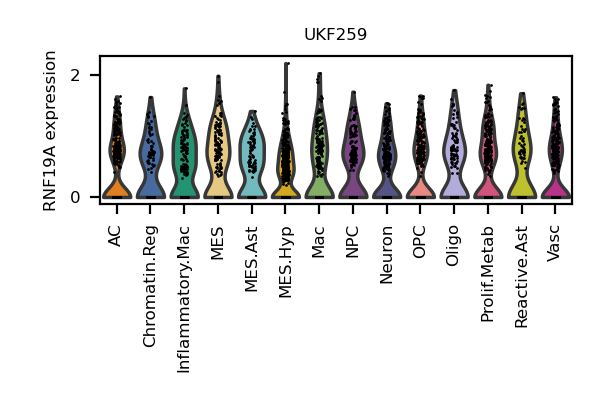 UKF259
RNF19A expression
2
0
AC
Chromatin.Reg
Inflammatory.Mac
MES
MES.Ast
MES.Hyp
Mac
NPC
Neuron
OPC
Oligo
Prolif.Metab
Reactive.Ast
Vasc